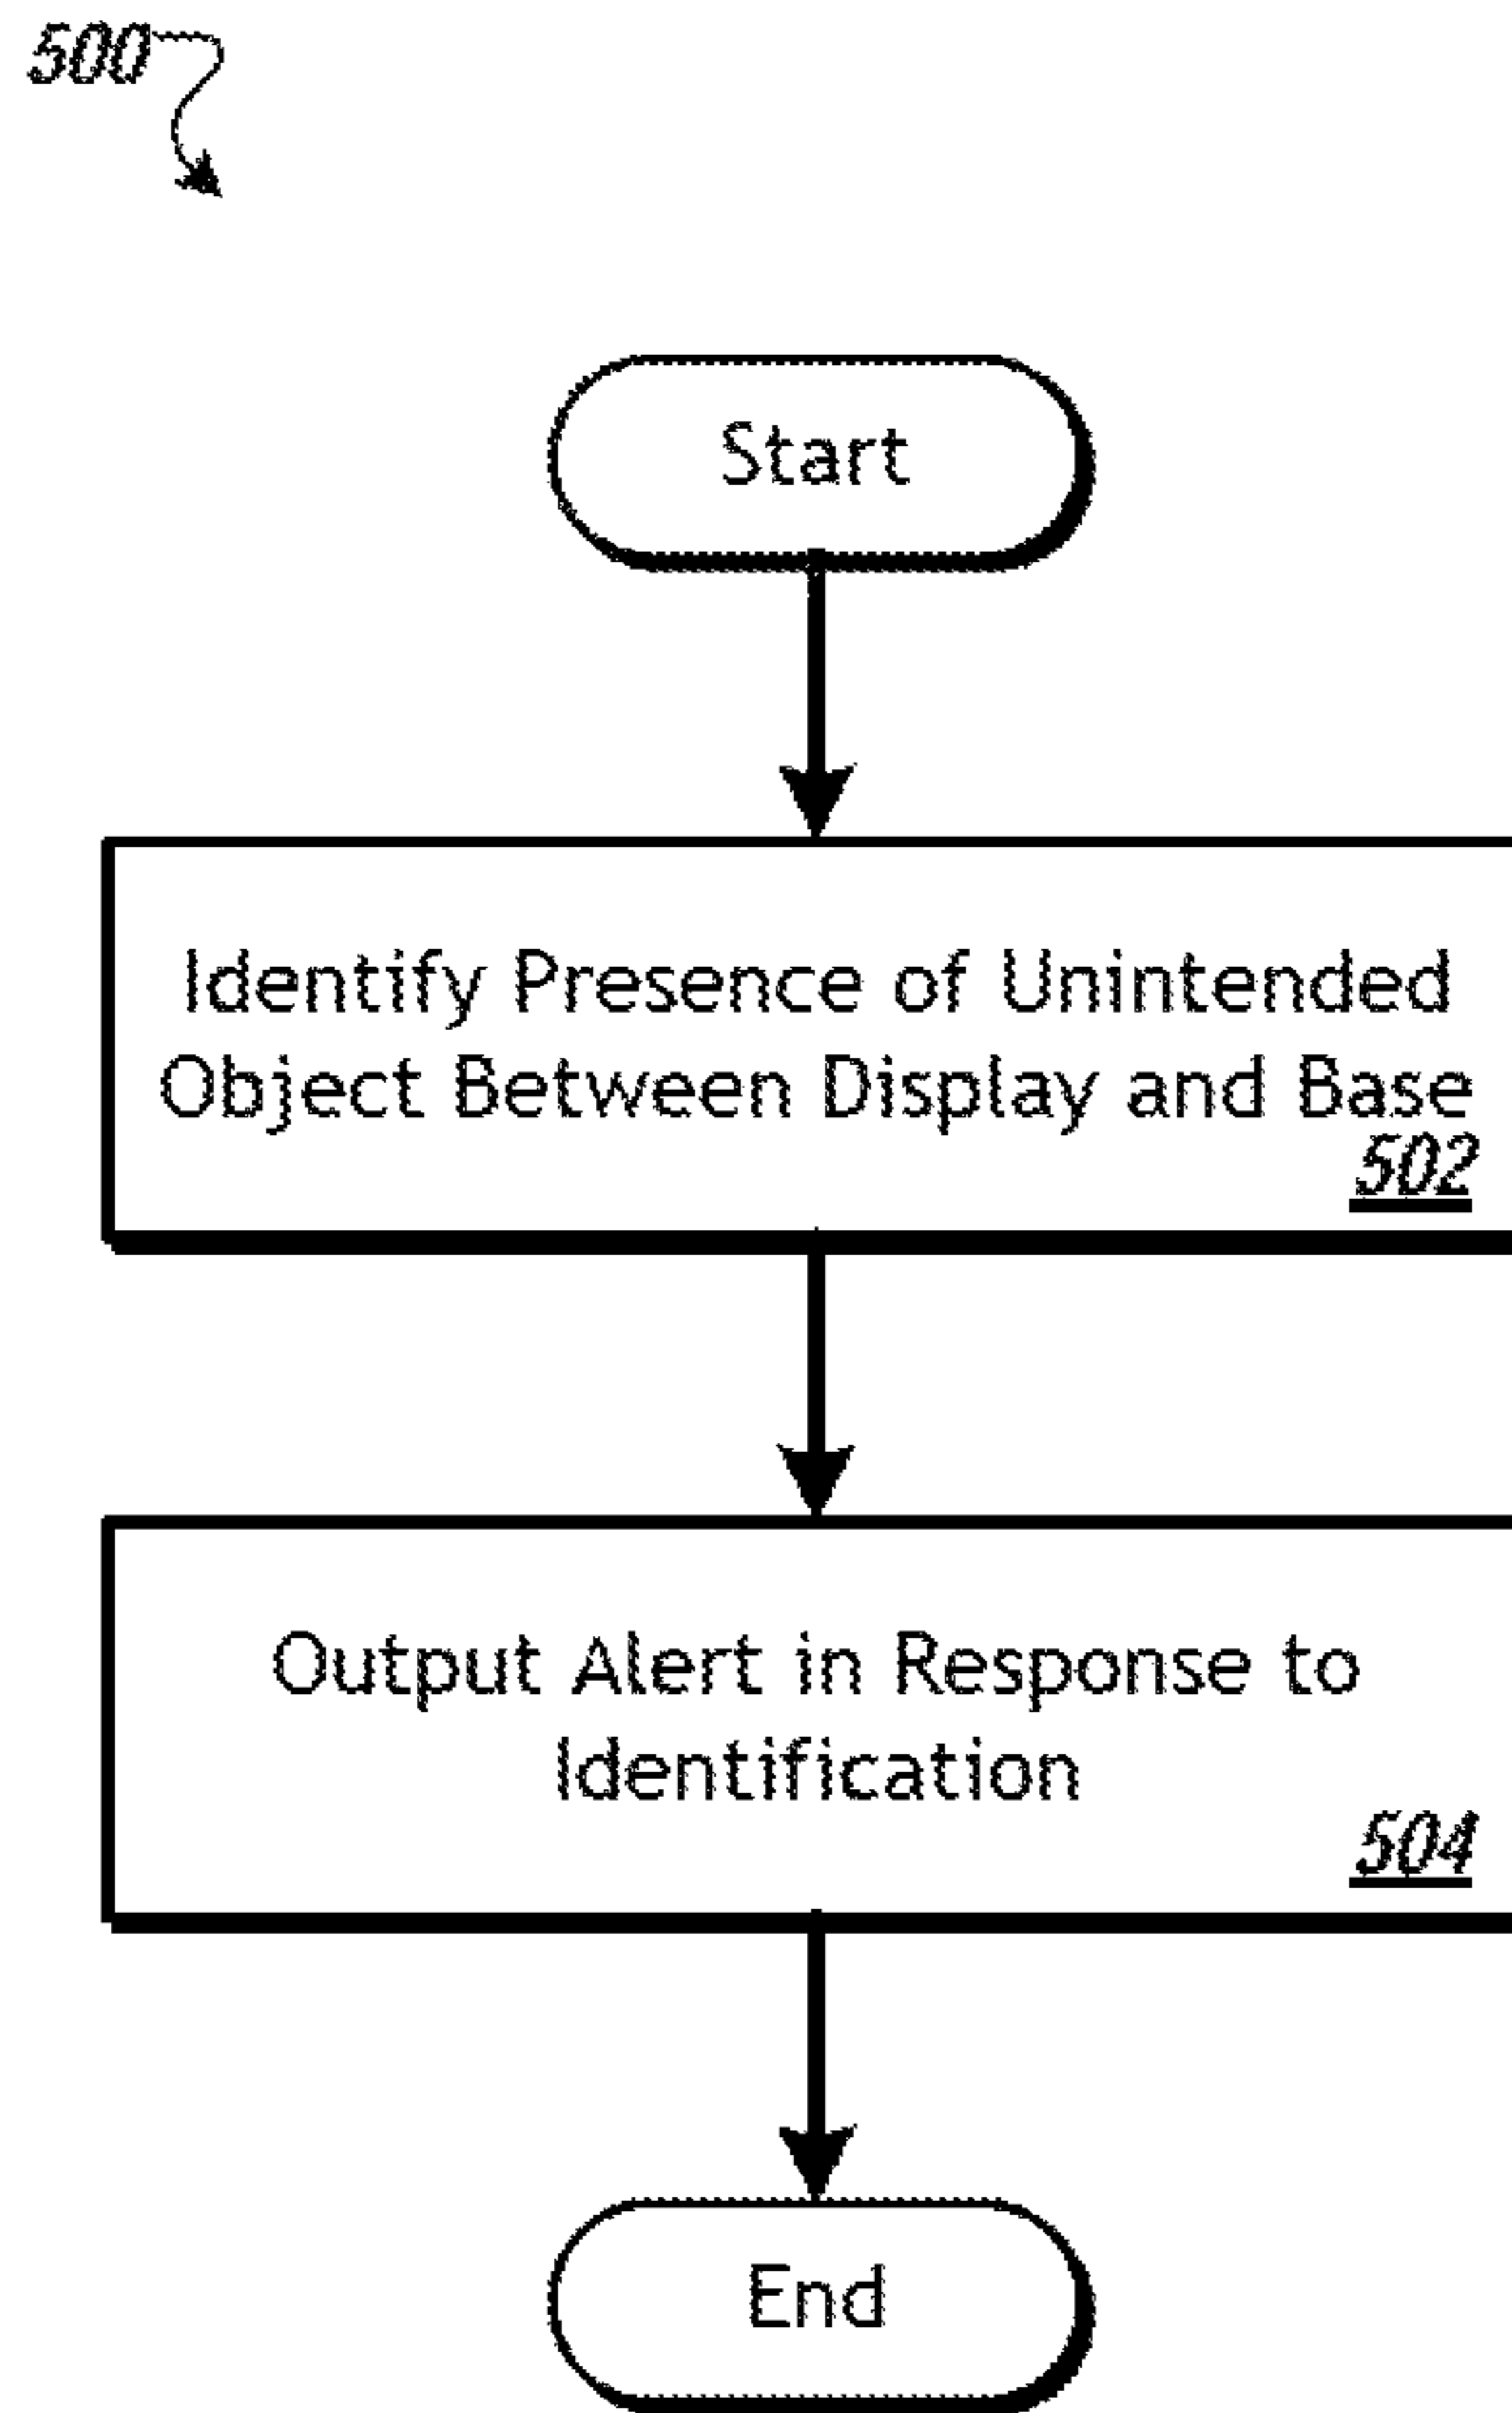 500
Start
Identify Presence of Unintended
Object Between Display and Base
502
Output Alert in Response to
Identification
504
End